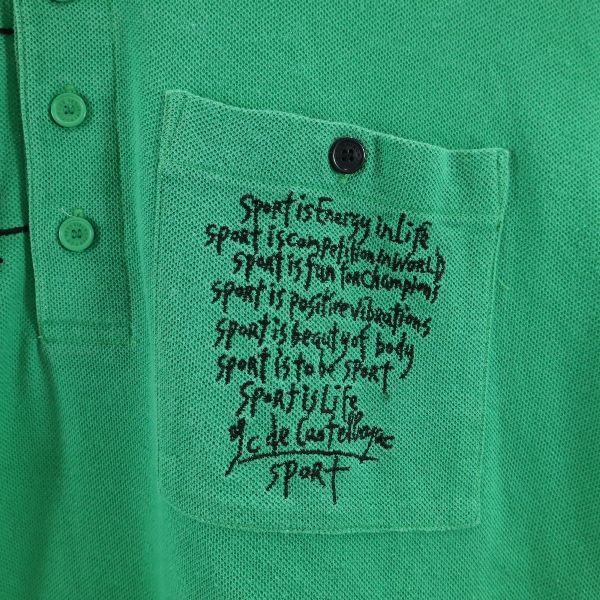 Sport is Energy in Life
sport is competition in WORLD
sport is fun for champions
sport is positive vibrations
sport is beauty of body
sport is to be sport
Sport is Life
J.C. de Castelbajac
SPORT